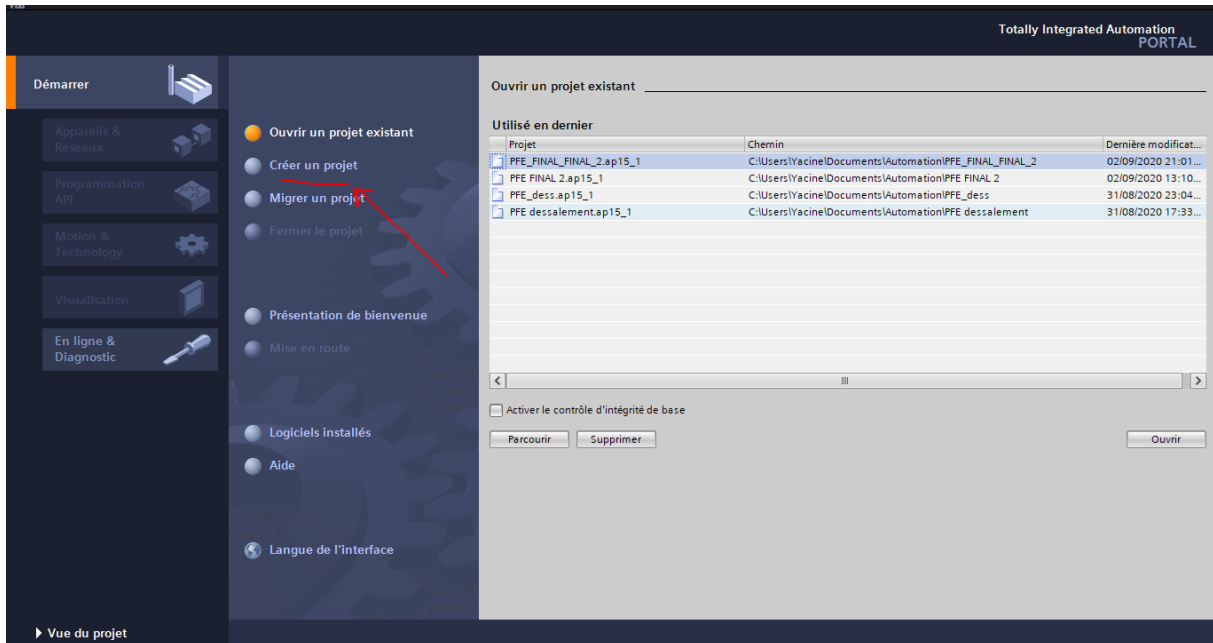 Totally Integrated Automation
PORTAL
Démarrer
Appareils &
Réseaux
Programmation
API
Motion &
Technology
Visualisation
En ligne &
Diagnostic
Vue du projet
Ouvrir un projet existant
Créer un projet
Migrer un projet
Fermer le projet
Présentation de bienvenue
Mise en route
Logiciels installés
Aide
Langue de l'interface
Ouvrir un projet existant
Utilisé en dernier
Projet Chemin Dernière modificat...
PFE_FINAL_FINAL_2.ap15_1 C:\Users\Yacine\Documents\Automation\PFE_FINAL_FINAL_2 02/09/2020 21:01...
PFE FINAL 2.ap15_1 C:\Users\Yacine\Documents\Automation\PFE FINAL 2 02/09/2020 13:10...
PFE_dess.ap15_1 C:\Users\Yacine\Documents\Automation\PFE_dess 31/08/2020 23:04...
PFE dessalement.ap15_1 C:\Users\Yacine\Documents\Automation\PFE dessalement 31/08/2020 17:33...
Activer le contrôle d'intégrité de base
Parcourir Supprimer Ouvrir